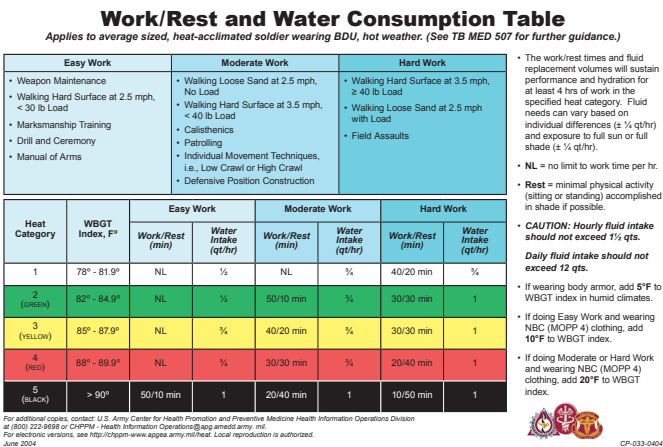 Work/Rest and Water Consumption Table
Applies to average sized, heat-acclimated soldier wearing BDU, hot weather. (See TB MED 507 for further guidance.)
Easy Work
• Weapon Maintenance
• Walking Hard Surface at 2.5 mph,
< 30 lb Load
• Marksmanship Training
• Drill and Ceremony
• Manual of Arms
Moderate Work
• Walking Loose Sand at 2.5 mph,
No Load
• Walking Hard Surface at 3.5 mph,
< 40 lb Load
• Calisthenics
• Patrolling
• Individual Movement Techniques,
i.e., Low Crawl or High Crawl
• Defensive Position Construction
Hard Work
• Walking Hard Surface at 3.5 mph,
≥ 40 lb Load
• Walking Loose Sand at 2.5 mph
with Load
• Field Assaults
Heat
Category
WBGT
Index, Fº
Easy Work
Moderate Work
Hard Work
Work/Rest
(min)
Water
Intake
(qt/hr)
Work/Rest
(min)
Water
Intake
(qt/hr)
Work/Rest
(min)
Water
Intake
(qt/hr)
1 78º - 81.9º NL ½ NL ¾ 40/20 min ¾
2
(GREEN)
82º - 84.9º NL ½ 50/10 min ¾ 30/30 min 1
3
(YELLOW)
85º - 87.9º NL ¾ 40/20 min ¾ 30/30 min 1
4
(RED)
88º - 89.9º NL ¾ 30/30 min ¾ 20/40 min 1
5
(BLACK)
> 90º 50/10 min 1 20/40 min 1 10/50 min 1
• The work/rest times and fluid
replacement volumes will sustain
performance and hydration for
at least 4 hrs of work in the
specified heat category. Fluid
needs can vary based on
individual differences (± ¼ qt/hr)
and exposure to full sun or full
shade (± ¼ qt/hr).
• NL = no limit to work time per hr.
• Rest = minimal physical activity
(sitting or standing) accomplished
in shade if possible.
• CAUTION: Hourly fluid intake
should not exceed 1½ qts.
Daily fluid intake should not
exceed 12 qts.
• If wearing body armor, add 5°F to
WBGT index in humid climates.
• If doing Easy Work and wearing
NBC (MOPP 4) clothing, add
10°F to WBGT index.
• If doing Moderate or Hard Work
and wearing NBC (MOPP 4)
clothing, add 20°F to WBGT
index.
For additional copies, contact: U.S. Army Center for Health Promotion and Preventive Medicine Health Information Operations Division
at (800) 222-9698 or CHPPM - Health Information Operations@apg.amedd.army. mil.
For electronic versions, see http://chppm-www.apgea.army.mil/heat. Local reproduction is authorized.
June 2004
CP-033-0404